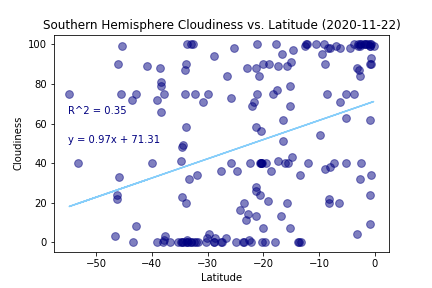 Southern Hemisphere Cloudiness vs. Latitude (2020-11-22)
100
80
60
40
20
0
Cloudiness
R^2 = 0.35
y = 0.97x + 71.31
−50
−40
−30
−20
−10
0
Latitude